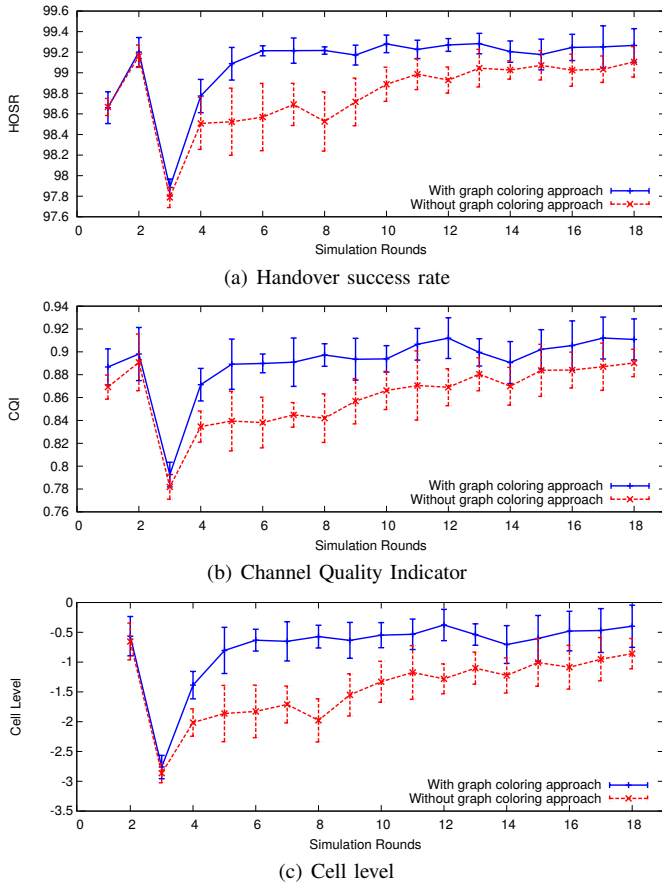 99.6
99.4
99.2
99
98.8
98.6
98.4
98.2
98
97.8
97.6
HOSR
0 2 4 6 8 10 12 14 16 18
Simulation Rounds
With graph coloring approach
Without graph coloring approach
(a) Handover success rate
0.94
0.92
0.9
0.88
0.86
0.84
0.82
0.8
0.78
0.76
CQI
0 2 4 6 8 10 12 14 16 18
Simulation Rounds
With graph coloring approach
Without graph coloring approach
(b) Channel Quality Indicator
0
-0.5
-1
-1.5
-2
-2.5
-3
-3.5
Cell Level
2 4 6 8 10 12 14 16 18
Simulation Rounds
With graph coloring approach
Without graph coloring approach
(c) Cell level